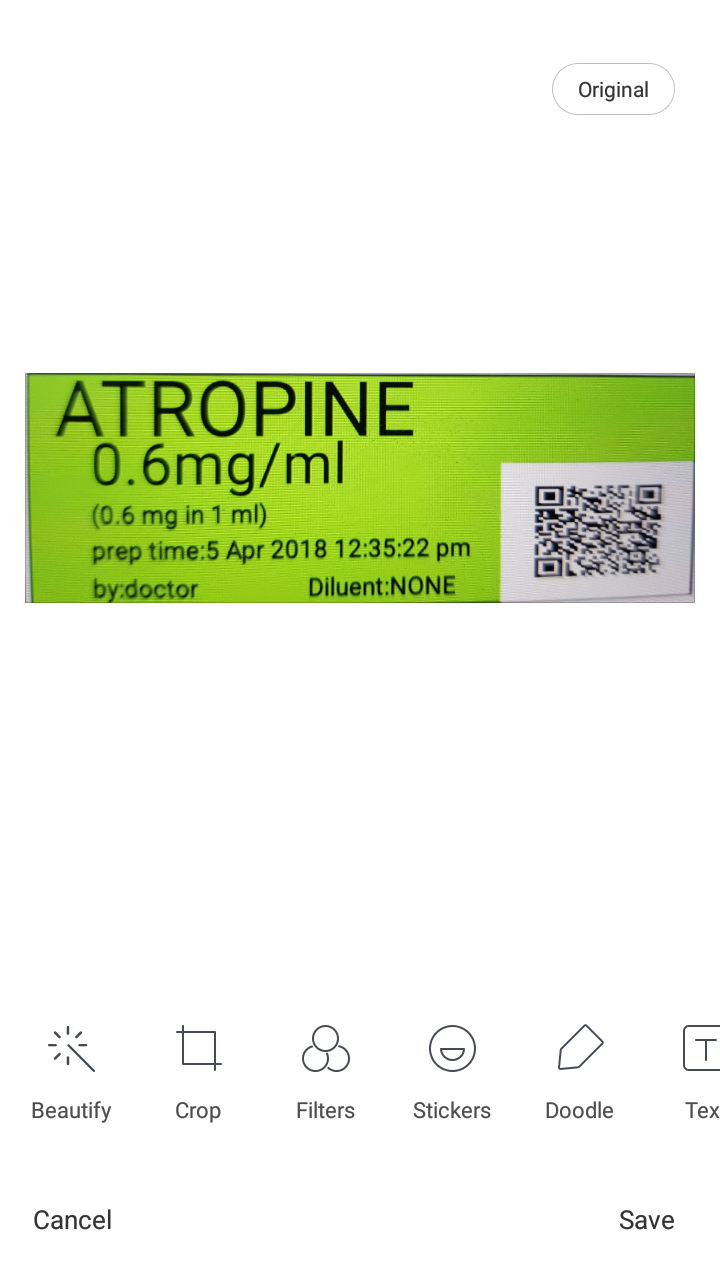 Original
ATROPINE
0.6mg/ml
(0.6 mg in 1 ml)
prep time:5 Apr 2018 12:35:22 pm
by:doctor Diluent:NONE
Beautify Crop Filters Stickers Doodle Tex
Cancel Save